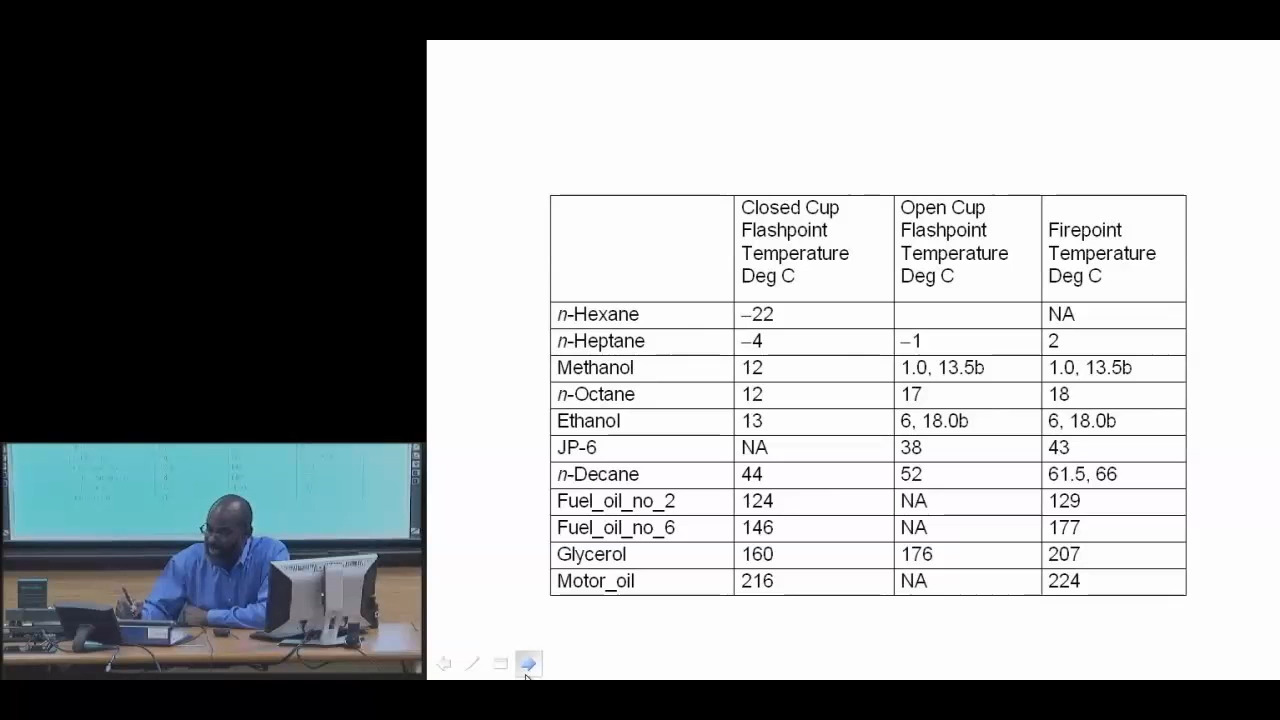 Closed Cup Flashpoint Temperature Deg C | Open Cup Flashpoint Temperature Deg C | Firepoint Temperature Deg C
n-Hexane | –22 | | NA
n-Heptane | –4 | –1 | 2
Methanol | 12 | 1.0, 13.5b | 1.0, 13.5b
n-Octane | 12 | 17 | 18
Ethanol | 13 | 6, 18.0b | 6, 18.0b
JP-6 | NA | 38 | 43
n-Decane | 44 | 52 | 61.5, 66
Fuel_oil_no_2 | 124 | NA | 129
Fuel_oil_no_6 | 146 | NA | 177
Glycerol | 160 | 176 | 207
Motor_oil | 216 | NA | 224